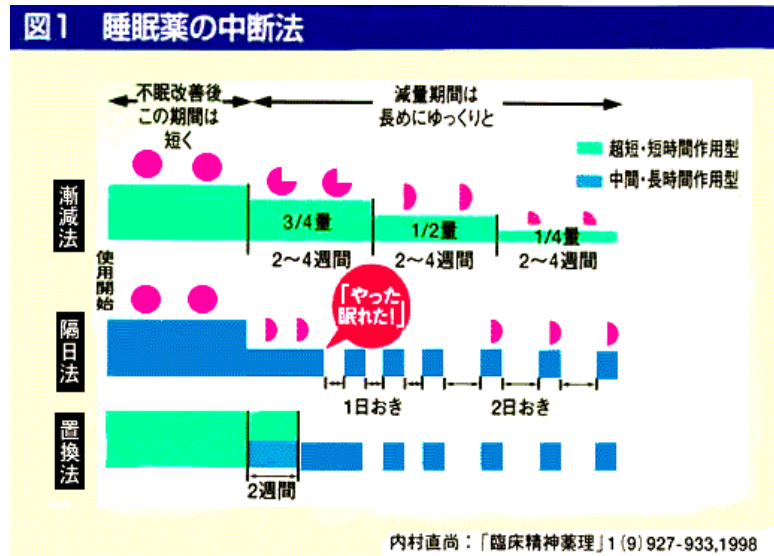 図1 睡眠薬の中断法
不眠改善後
この期間は
短く
減量期間は
長めにゆっくりと
超短・短時間作用型
中間・長時間作用型
漸減法
3/4量
1/2量
1/4量
2〜4週間
2〜4週間
2〜4週間
使用開始
「やった
眠れた!」
隔日法
1日おき
2日おき
置換法
2週間
内村直尚:「臨床精神薬理」1(9)927-933,1998